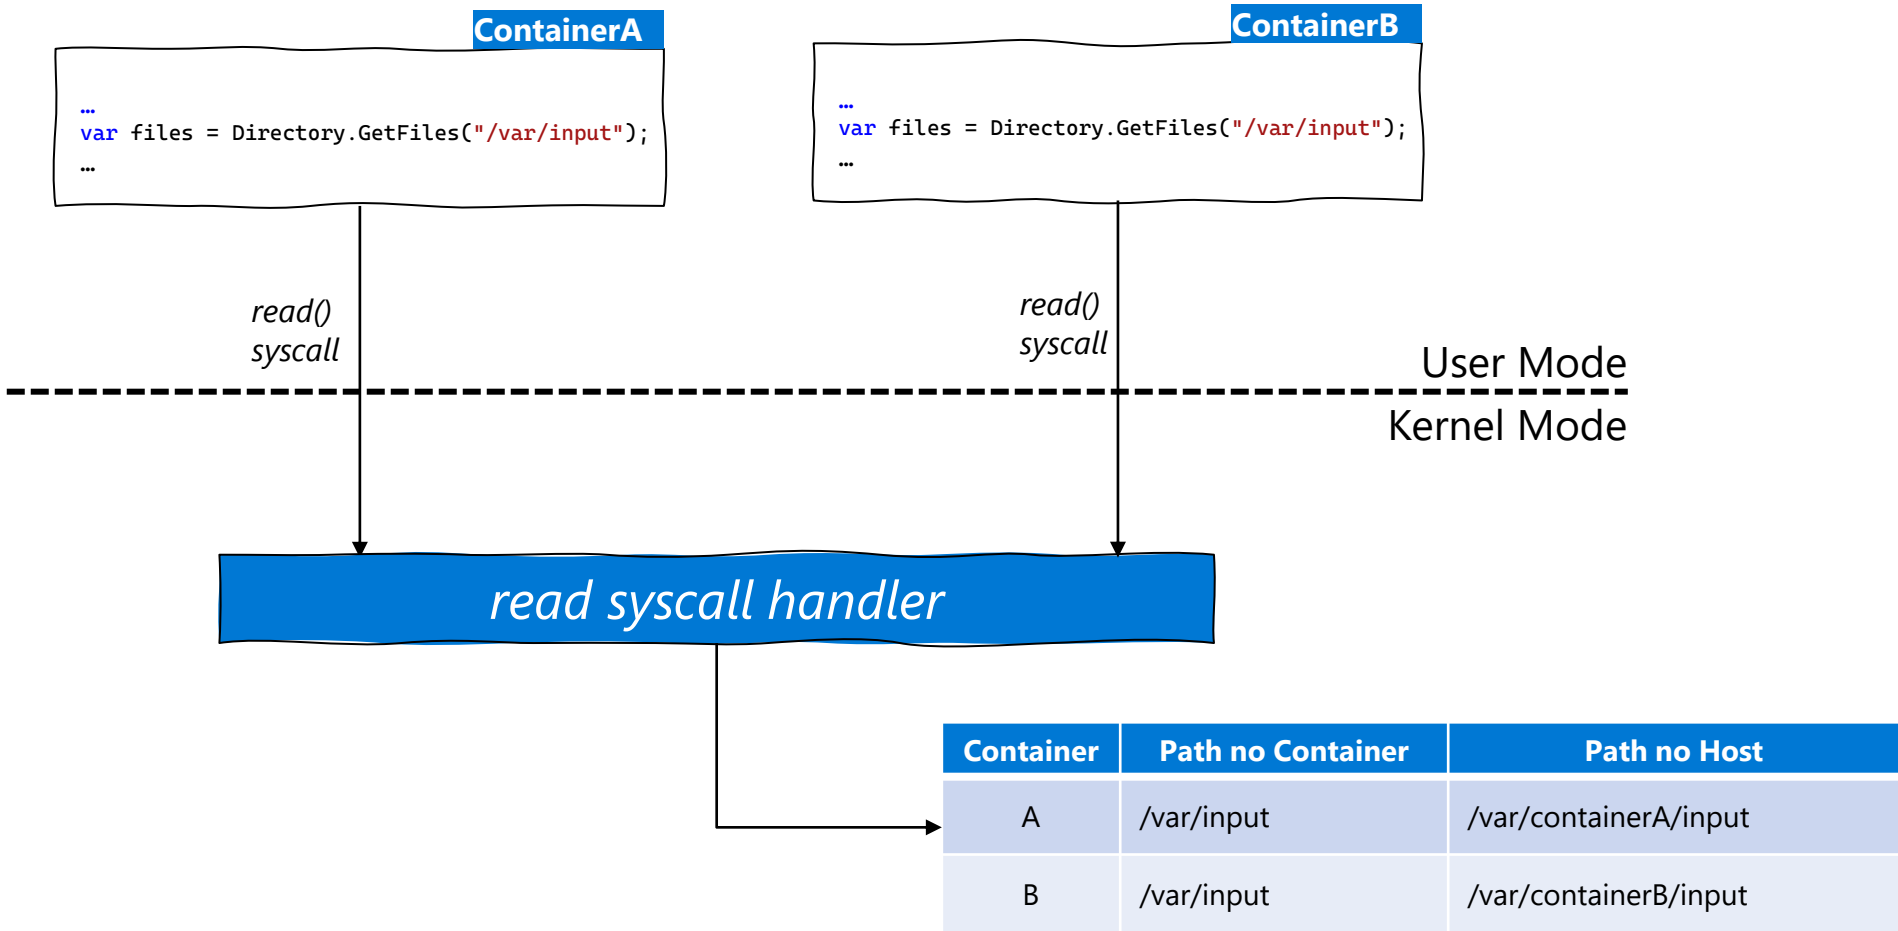 ContainerA
…
var files = Directory.GetFiles("/var/input");
…
ContainerB
…
var files = Directory.GetFiles("/var/input");
…
read()
syscall
read()
syscall
User Mode
Kernel Mode
read syscall handler
Container Path no Container Path no Host
A /var/input /var/containerA/input
B /var/input /var/containerB/input